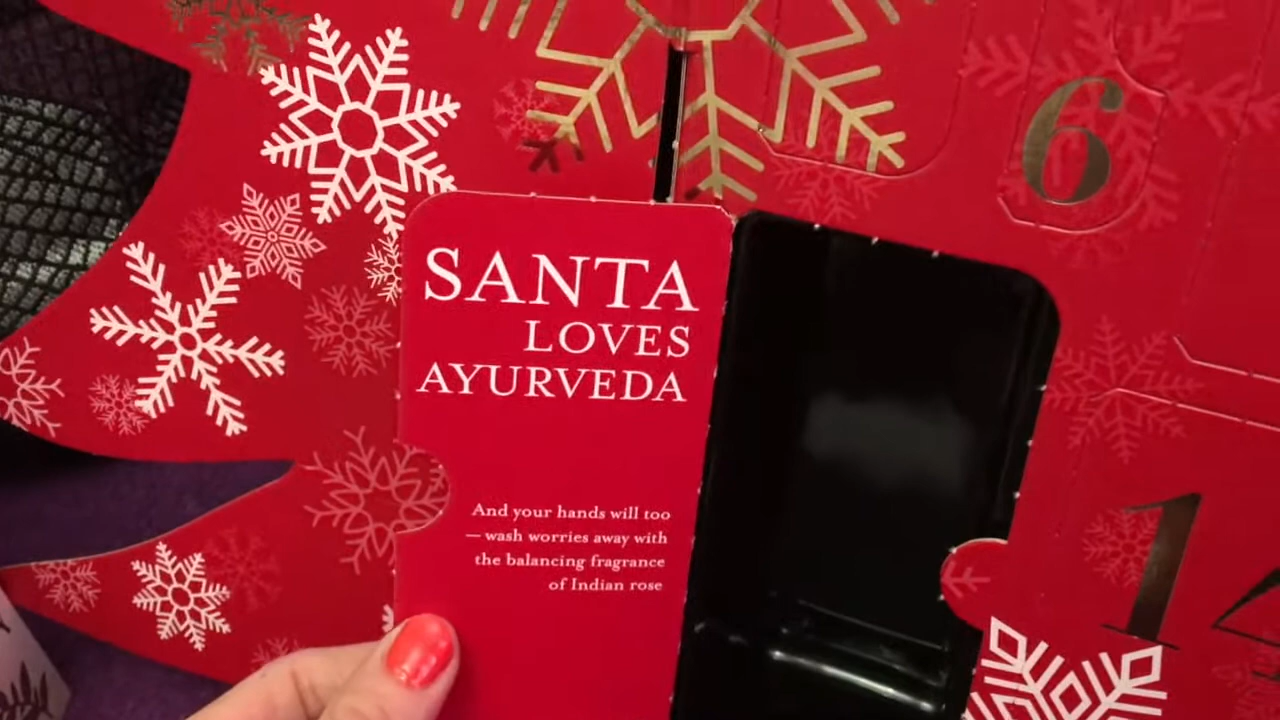 6
SANTA
LOVES
AYURVEDA
And your hands will too
— wash worries away with
the balancing fragrance
of Indian rose